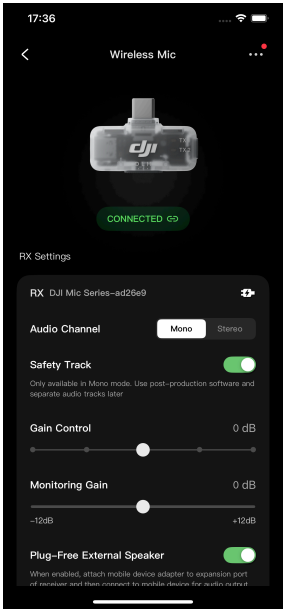 17:36
Wireless Mic
dji
CONNECTED
RX Settings
RX DJI Mic Series-ad26e9
Audio Channel
Mono
Stereo
Safety Track
Only available in Mono mode. Use post-production software and
separate audio tracks later
Gain Control
0 dB
Monitoring Gain
0 dB
-12dB
+12dB
Plug-Free External Speaker
When enabled, attach mobile device adapter to expansion port
of receiver and then connect to mobile device for audio output